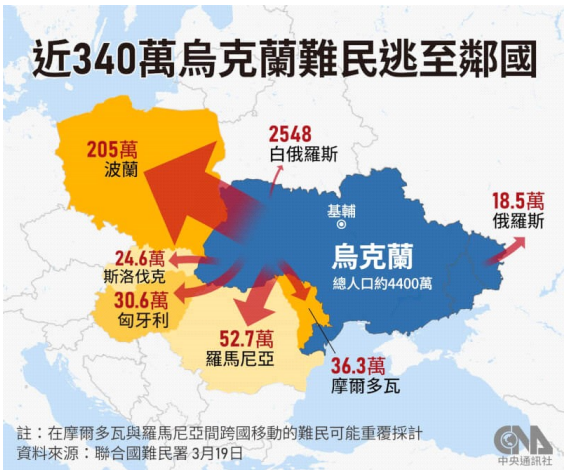 近340萬烏克蘭難民逃至鄰國
205萬
波蘭
2548
白俄羅斯
18.5萬
俄羅斯
基輔
烏克蘭
總人口約4400萬
24.6萬
斯洛伐克
30.6萬
匈牙利
52.7萬
羅馬尼亞
36.3萬
摩爾多瓦
註：在摩爾多瓦與羅馬尼亞間跨國移動的難民可能重覆採計
資料來源：聯合國難民署 3月19日
CNA
中央通訊社